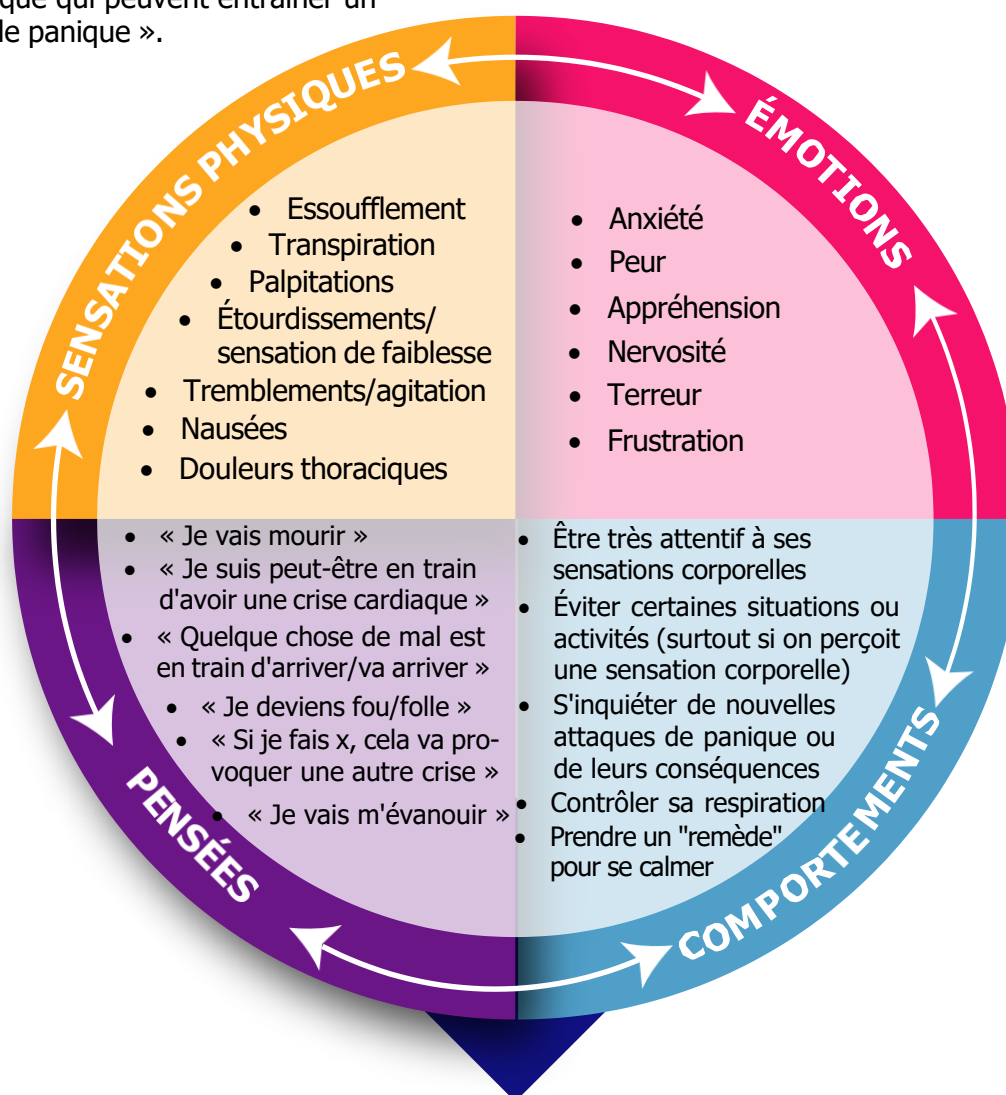 que qui peuvent entraîner un
de panique ».
SENSATIONS PHYSIQUES
• Essoufflement
• Transpiration
• Palpitations
• Étourdissements/
sensation de faiblesse
• Tremblements/agitation
• Nausées
• Douleurs thoraciques
ÉMOTIONS
• Anxiété
• Peur
• Appréhension
• Nervosité
• Terreur
• Frustration
PENSÉES
• « Je vais mourir »
• « Je suis peut-être en train
d'avoir une crise cardiaque »
• « Quelque chose de mal est
en train d'arriver/va arriver »
• « Je deviens fou/folle »
• « Si je fais x, cela va pro-
voquer une autre crise »
• « Je vais m'évanouir »
COMPORTEMENTS
• Être très attentif à ses
sensations corporelles
• Éviter certaines situations ou
activités (surtout si on perçoit
une sensation corporelle)
• S'inquiéter de nouvelles
attaques de panique ou
de leurs conséquences
• Contrôler sa respiration
• Prendre un "remède"
pour se calmer